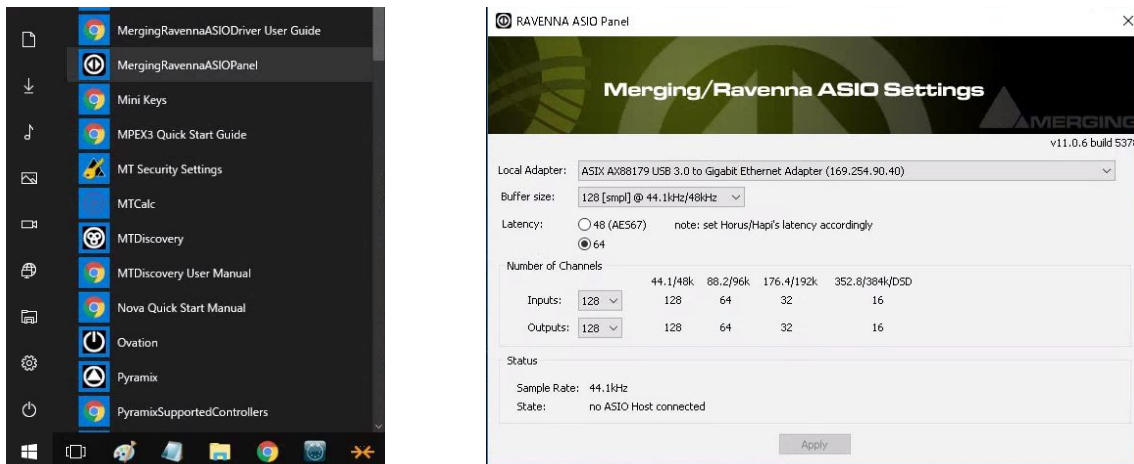 MergingRavennaASIODriver User Guide
MergingRavennaASIOPanel
Mini Keys
MPEX3 Quick Start Guide
MT Security Settings
MTCalc
MTDiscovery
MTDiscovery User Manual
Nova Quick Start Manual
Ovation
Pyramix
PyramixSupportedControllers
RAVENNA ASIO Panel
Merging/Ravenna ASIO Settings
MERGING
v11.0.6 build 5378
Local Adapter: ASIX AX88179 USB 3.0 to Gigabit Ethernet Adapter (169.254.90.40)
Buffer size: 128 [smpl] @ 44.1kHz/48kHz
Latency: 48 (AES67) note: set Horus/Hapi's latency accordingly
64
Number of Channels
44.1/48k 88.2/96k 176.4/192k 352.8/384k/DSD
Inputs: 128 128 64 32 16
Outputs: 128 128 64 32 16
Status
Sample Rate: 44.1kHz
State: no ASIO Host connected
Apply